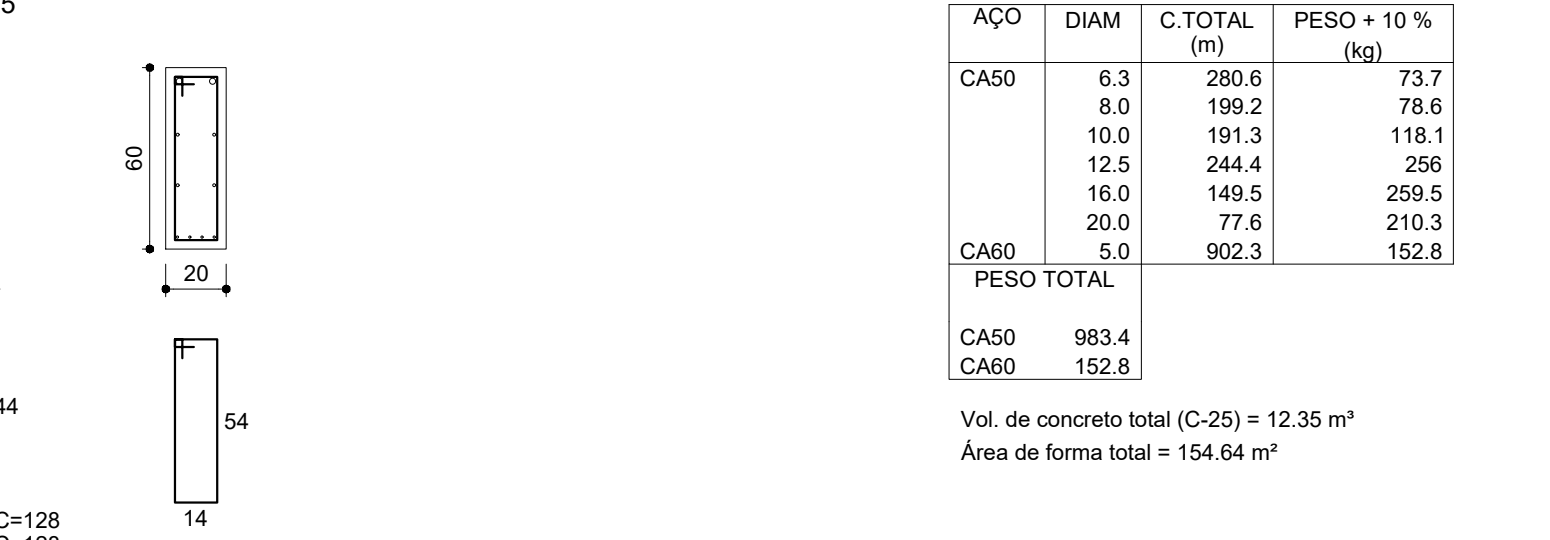 5
60
20
44
54
C=128
14
AÇO DIAM C.TOTAL (m) PESO + 10 % (kg)
CA50 6.3 280.6 73.7
8.0 199.2 78.6
10.0 191.3 118.1
12.5 244.4 256
16.0 149.5 259.5
20.0 77.6 210.3
CA60 5.0 902.3 152.8
PESO TOTAL
CA50 983.4
CA60 152.8
Vol. de concreto total (C-25) = 12.35 m³
Área de forma total = 154.64 m²